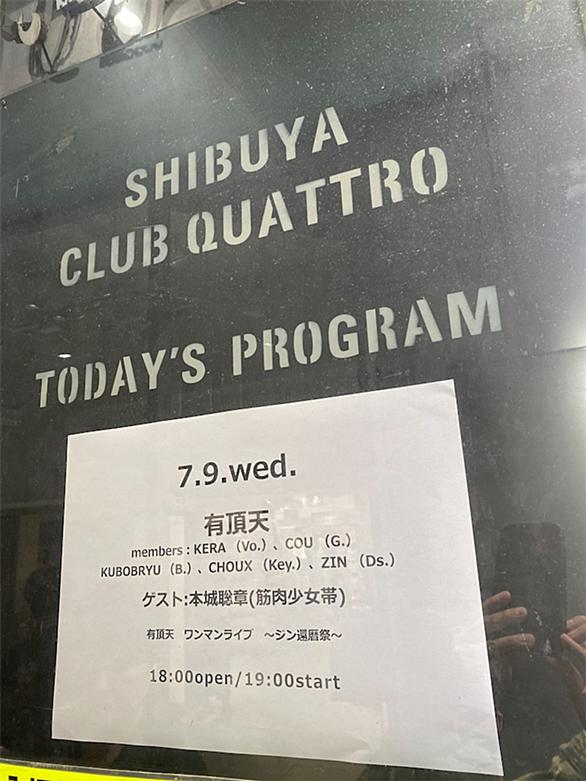 SHIBUYA
CLUB QUATTRO
TODAY'S PROGRAM
7.9.wed.
有頂天
members : KERA （Vo.）、COU （G.）
KUBOBRYU （B.）、CHOUX （Key.）、ZIN （Ds.）
ゲスト:本城聡章(筋肉少女帯)
有頂天　ワンマンライブ　～ジン還暦祭～
18:00open/19:00start